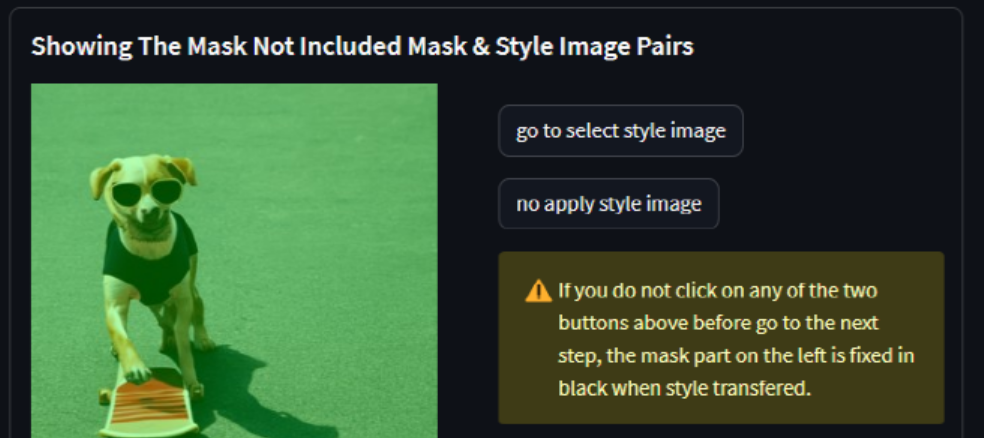 Showing The Mask Not Included Mask & Style Image Pairs
go to select style image
no apply style image
If you do not click on any of the two
buttons above before go to the next
step, the mask part on the left is fixed in
black when style transfered.